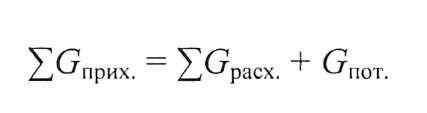 ∑Gприх. = ∑Gрасх. + Gпот.